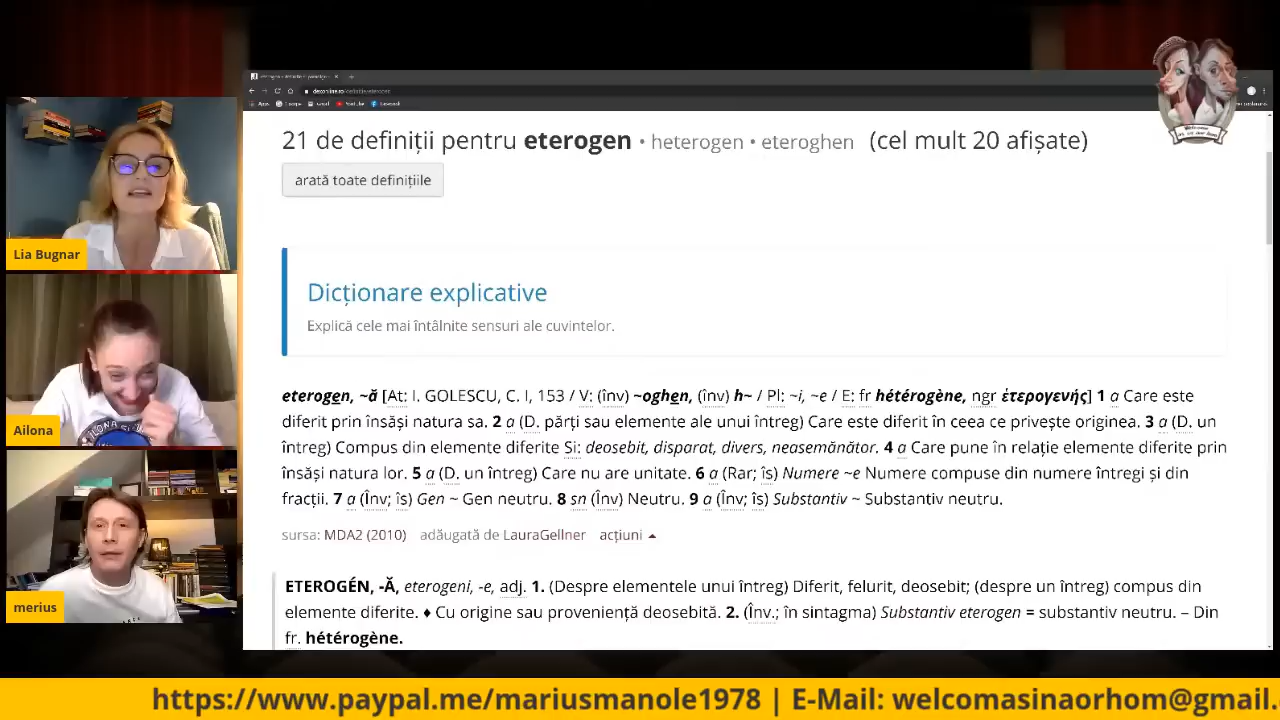 dexonline.ro/definitie/eterogen
Apps
YouTube
Facebook
21 de definiții pentru eterogen • heterogen • eteroghen (cel mult 20 afișate)
arată toate definițiile
Dicționare explicative
Explică cele mai întâlnite sensuri ale cuvintelor.
eterogen, ~ă [At: I. GOLESCU, C. I, 153 / V: (înv) ~oghen, (înv) h~ / Pl: ~i, ~e / E: fr hétérogène, ngr ἑτερογενής] 1 a Care este
diferit prin însăși natura sa. 2 a (D. părți sau elemente ale unui întreg) Care este diferit în ceea ce privește originea. 3 a (D. un
întreg) Compus din elemente diferite Si: deosebit, disparat, divers, neasemănător. 4 a Care pune în relație elemente diferite prin
însăși natura lor. 5 a (D. un întreg) Care nu are unitate. 6 a (Rar; îs) Numere ~e Numere compuse din numere întregi și din
fracții. 7 a (Înv; îs) Gen ~ Gen neutru. 8 sn (Înv) Neutru. 9 a (Înv; îs) Substantiv ~ Substantiv neutru.
sursa: MDA2 (2010) adăugată de LauraGellner acțiuni
ETEROGÉN, -Ă, eterogeni, -e, adj. 1. (Despre elementele unui întreg) Diferit, felurit, deosebit; (despre un întreg) compus din
elemente diferite. ♦ Cu origine sau proveniență deosebită. 2. (Înv.; în sintagma) Substantiv eterogen = substantiv neutru. – Din
fr. hétérogène.
Lia Bugnar
Ailona
merius
https://www.paypal.me/mariusmanole1978 | E-Mail: welcomasinaorhom@gmail.